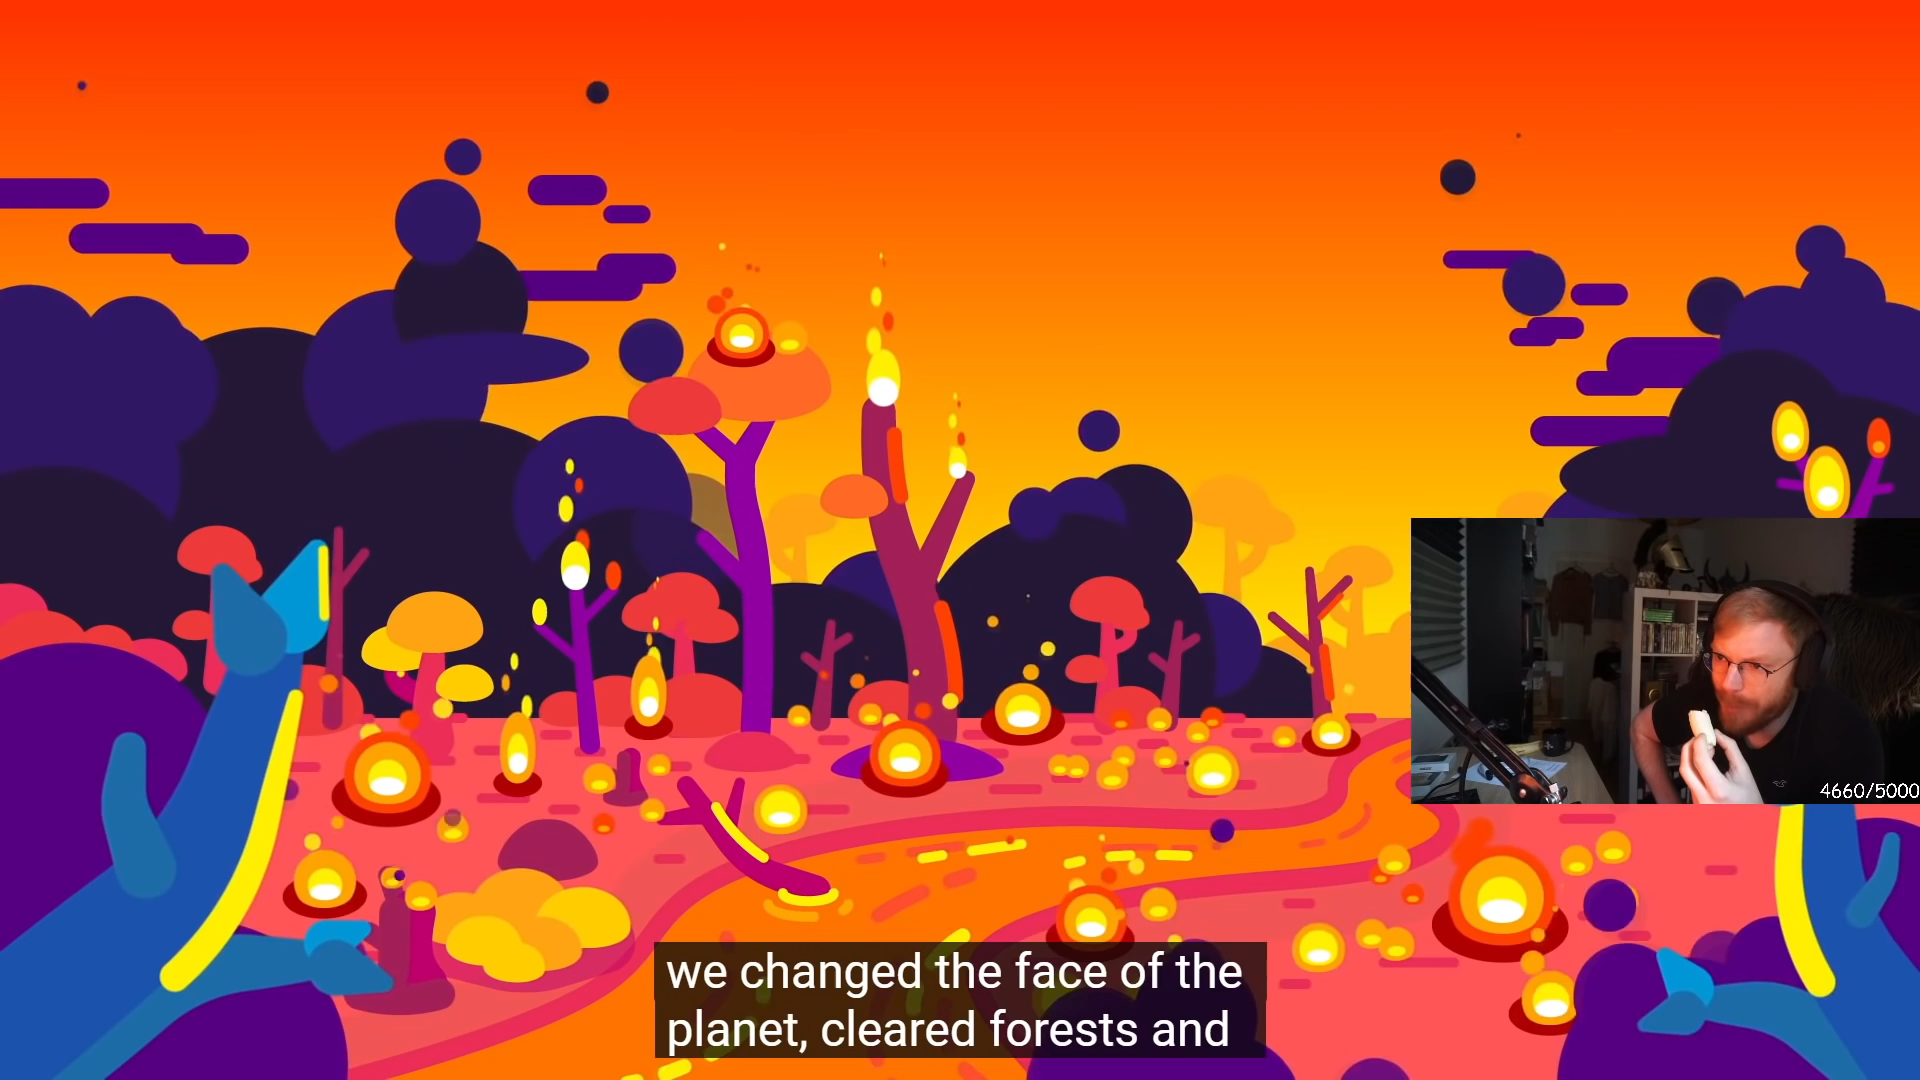 4660/5000
we changed the face of the
planet, cleared forests and